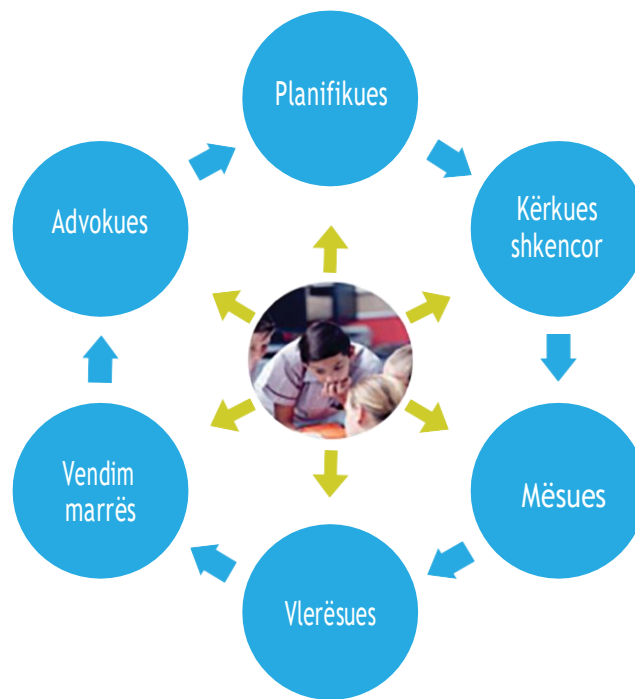 Planifikues
Kërkues
shkencor
Mësues
Vlerësues
Vendim
marrës
Advokues